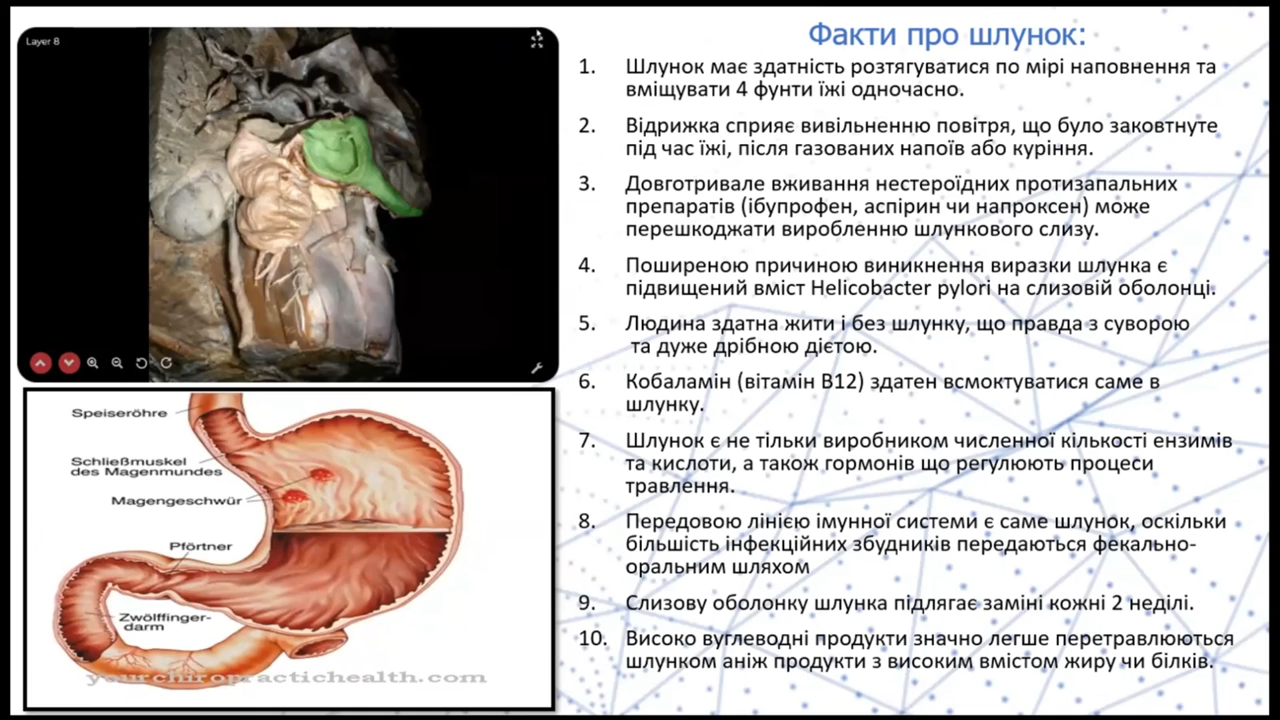 Layer 8
Speiseröhre
Schließmuskel
des Magenmundes
Magengeschwür
Pförtner
Zwölffinger-
darm
yourchiropractichealth.com
Факти про шлунок:
1. Шлунок має здатність розтягуватися по мірі наповнення та
вміщувати 4 фунти їжі одночасно.
2. Відрижка сприяє вивільненню повітря, що було заковтнуте
під час їжі, після газованих напоїв або куріння.
3. Довготривале вживання нестероїдних протизапальних
препаратів (ібупрофен, аспірин чи напроксен) може
перешкоджати виробленню шлункового слизу.
4. Поширеною причиною виникнення виразки шлунка є
підвищений вміст Helicobacter pylori на слизовій оболонці.
5. Людина здатна жити і без шлунку, що правда з суворою
та дуже дрібною дієтою.
6. Кобаламін (вітамін B12) здатен всмоктуватися саме в
шлунку.
7. Шлунок є не тільки виробником численної кількості ензимів
та кислоти, а також гормонів що регулюють процеси
травлення.
8. Передовою лінією імунної системи є саме шлунок, оскільки
більшість інфекційних збудників передаються фекально-
оральним шляхом
9. Слизову оболонку шлунка підлягає заміні кожні 2 неділі.
10. Високо вуглеводні продукти значно легше перетравлюються
шлунком аніж продукти з високим вмістом жиру чи білків.